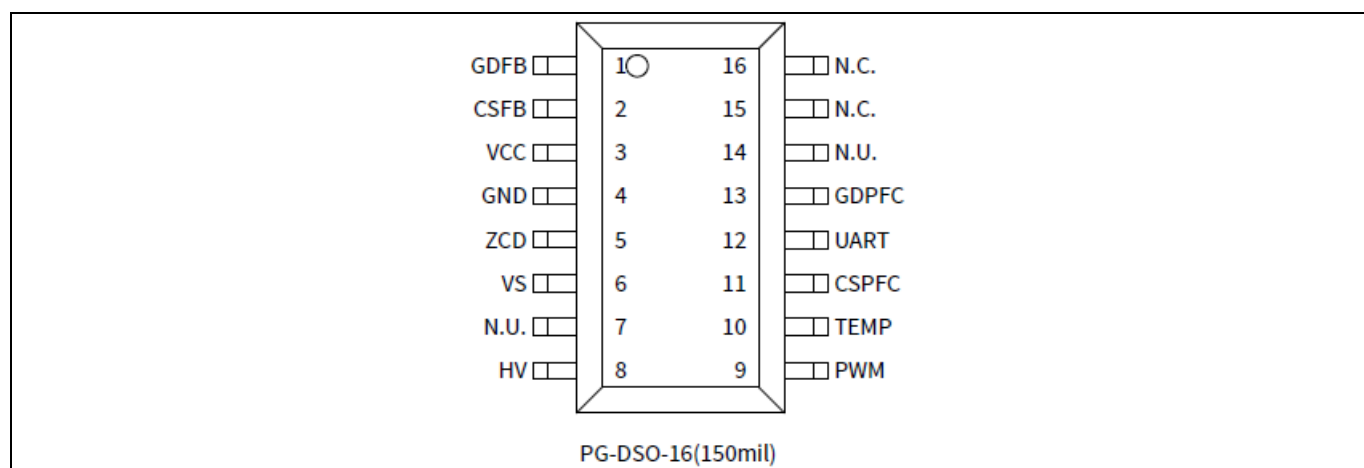 GDFB 1 16 N.C.
CSFB 2 15 N.C.
VCC 3 14 N.U.
GND 4 13 GDPFC
ZCD 5 12 UART
VS 6 11 CSPFC
N.U. 7 10 TEMP
HV 8 9 PWM
PG-DSO-16(150mil)